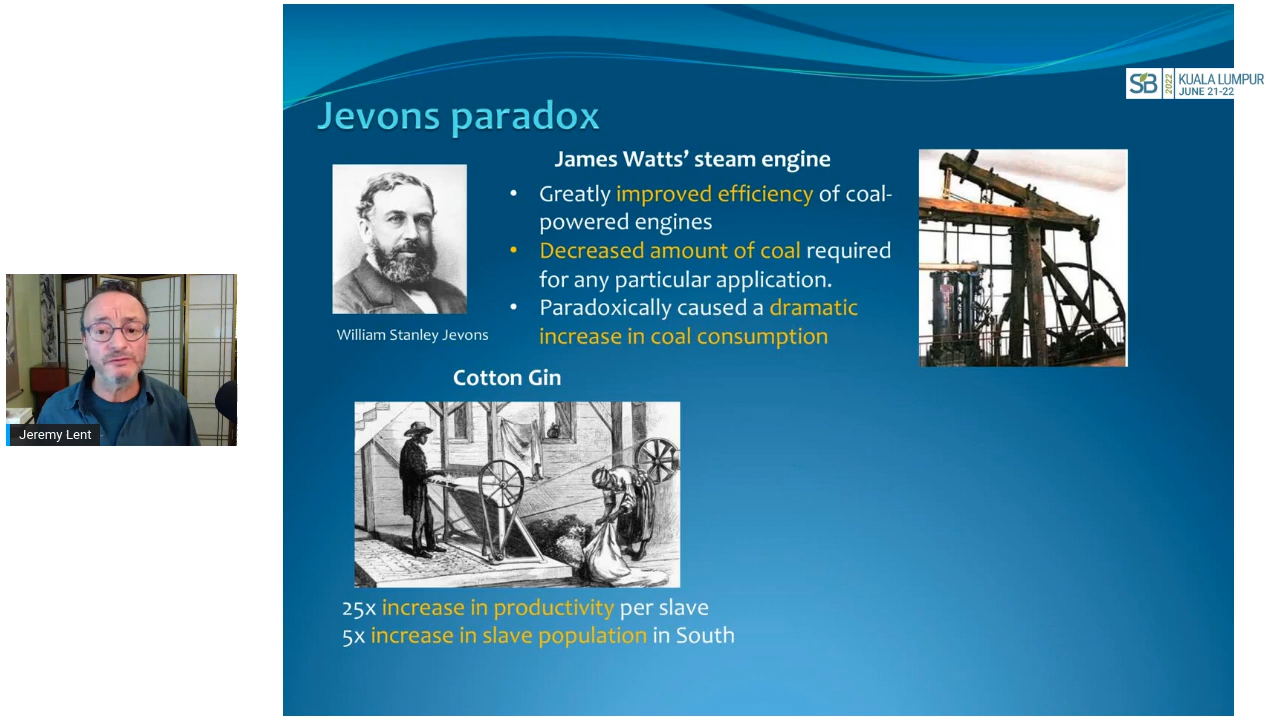 SB 2022 KUALA LUMPUR
JUNE 21-22
Jevons paradox
James Watts’ steam engine
• Greatly improved efficiency of coal-
powered engines
• Decreased amount of coal required
for any particular application.
• Paradoxically caused a dramatic
increase in coal consumption
William Stanley Jevons
Cotton Gin
25x increase in productivity per slave
5x increase in slave population in South
Jeremy Lent